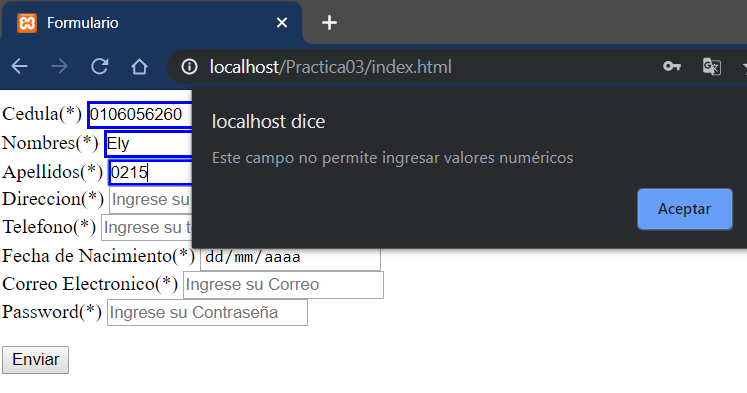 Formulario
localhost/Practica03/index.html
localhost dice
Este campo no permite ingresar valores numéricos
Aceptar
Cedula(*) 0106056260
Nombres(*) Ely
Apellidos(*) 0215
Direccion(*) Ingrese su
Telefono(*) Ingrese su
Fecha de Nacimiento(*) dd/mm/aaaa
Correo Electronico(*) Ingrese su Correo
Password(*) Ingrese su Contraseña
Enviar